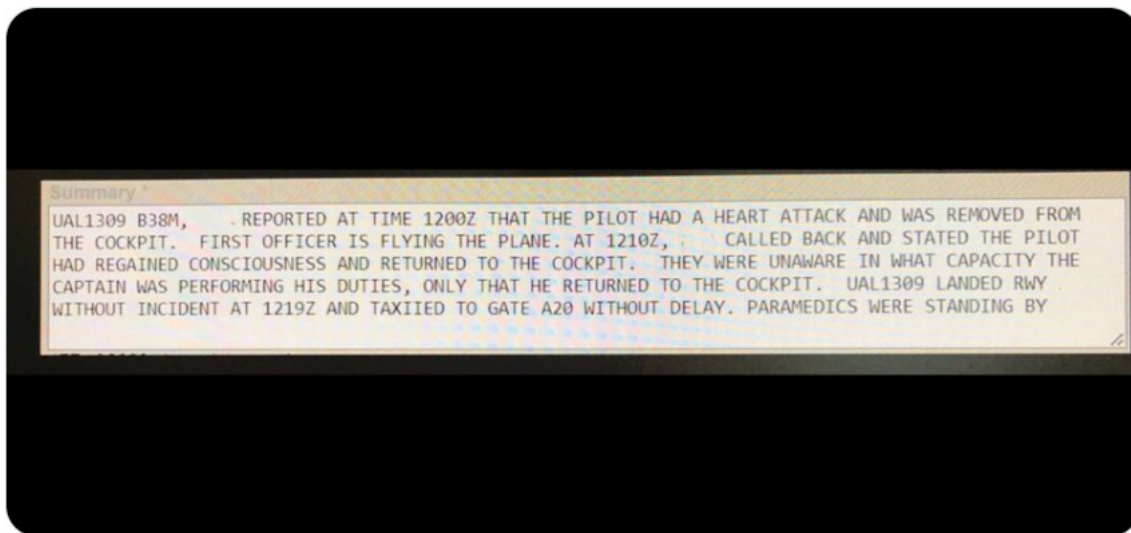 Summary *
UAL1309 B38M, REPORTED AT TIME 1200Z THAT THE PILOT HAD A HEART ATTACK AND WAS REMOVED FROM
THE COCKPIT. FIRST OFFICER IS FLYING THE PLANE. AT 1210Z, CALLED BACK AND STATED THE PILOT
HAD REGAINED CONSCIOUSNESS AND RETURNED TO THE COCKPIT. THEY WERE UNAWARE IN WHAT CAPACITY THE
CAPTAIN WAS PERFORMING HIS DUTIES, ONLY THAT HE RETURNED TO THE COCKPIT. UAL1309 LANDED RWY
WITHOUT INCIDENT AT 1219Z AND TAXIIED TO GATE A20 WITHOUT DELAY. PARAMEDICS WERE STANDING BY